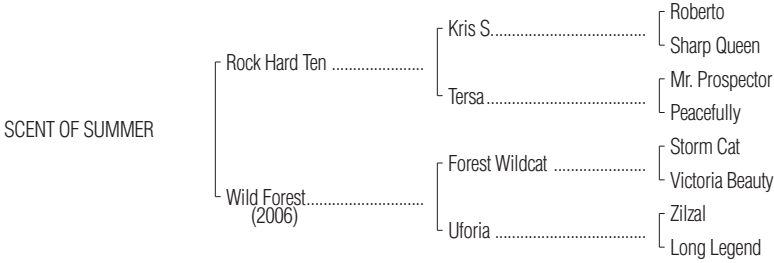 Roberto
Kris S.
Sharp Queen
Rock Hard Ten
Mr. Prospector
Tersa
Peacefully
SCENT OF SUMMER
Storm Cat
Forest Wildcat
Victoria Beauty
Wild Forest
(2006)
Zilzal
Uforia
Long Legend